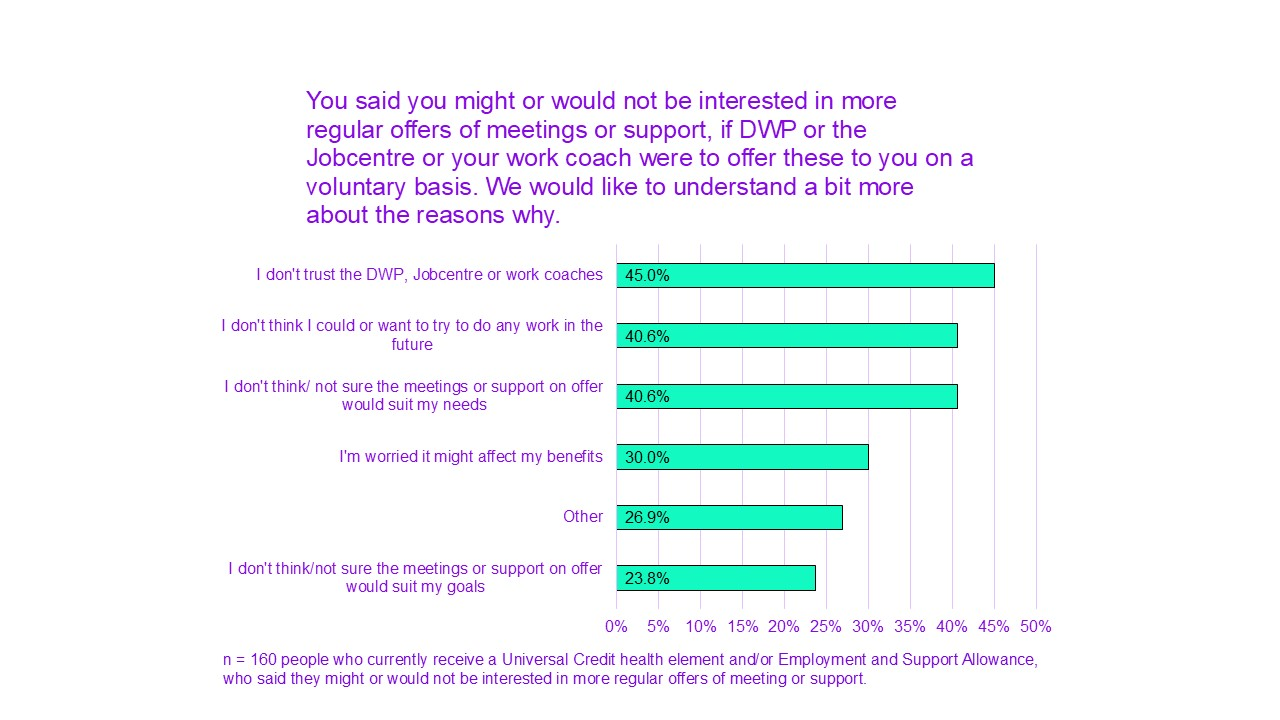 You said you might or would not be interested in more
regular offers of meetings or support, if DWP or the
Jobcentre or your work coach were to offer these to you on a
voluntary basis. We would like to understand a bit more
about the reasons why.
I don't trust the DWP, Jobcentre or work coaches
45.0%
I don't think I could or want to try to do any work in the
future
40.6%
I don't think/ not sure the meetings or support on offer
would suit my needs
40.6%
I'm worried it might affect my benefits
30.0%
Other
26.9%
I don't think/not sure the meetings or support on offer
would suit my goals
23.8%
0% 5% 10% 15% 20% 25% 30% 35% 40% 45% 50%
n = 160 people who currently receive a Universal Credit health element and/or Employment and Support Allowance,
who said they might or would not be interested in more regular offers of meeting or support.